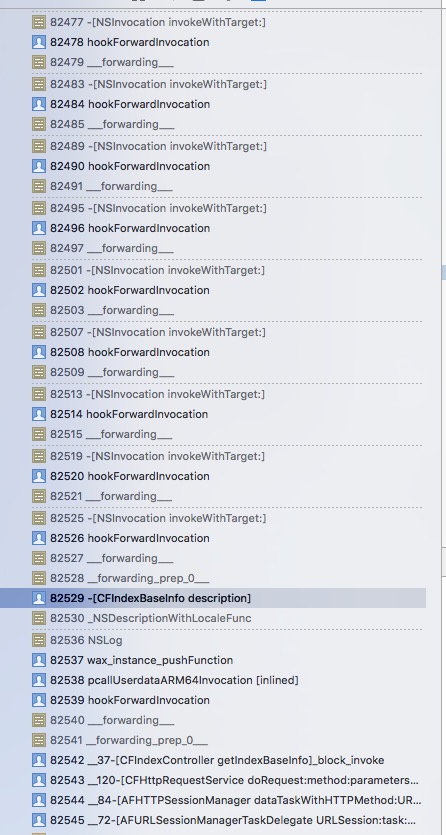 82477 -[NSInvocation invokeWithTarget:]
82478 hookForwardInvocation
82479 ___forwarding___
82483 -[NSInvocation invokeWithTarget:]
82484 hookForwardInvocation
82485 ___forwarding___
82489 -[NSInvocation invokeWithTarget:]
82490 hookForwardInvocation
82491 ___forwarding___
82495 -[NSInvocation invokeWithTarget:]
82496 hookForwardInvocation
82497 ___forwarding___
82501 -[NSInvocation invokeWithTarget:]
82502 hookForwardInvocation
82503 ___forwarding___
82507 -[NSInvocation invokeWithTarget:]
82508 hookForwardInvocation
82509 ___forwarding___
82513 -[NSInvocation invokeWithTarget:]
82514 hookForwardInvocation
82515 ___forwarding___
82519 -[NSInvocation invokeWithTarget:]
82520 hookForwardInvocation
82521 ___forwarding___
82525 -[NSInvocation invokeWithTarget:]
82526 hookForwardInvocation
82527 ___forwarding___
82528 __forwarding_prep_0___
82529 -[CFIndexBaseInfo description]
82530 _NSDescriptionWithLocaleFunc
82536 NSLog
82537 wax_instance_pushFunction
82538 pcallUserdataARM64Invocation [inlined]
82539 hookForwardInvocation
82540 ___forwarding___
82541 __forwarding_prep_0___
82542 __37-[CFIndexController getIndexBaseInfo]_block_invoke
82543 __120-[CFHttpRequestService doRequest:method:parameters...
82544 __84-[AFHTTPSessionManager dataTaskWithHTTPMethod:UR...
82545 __72-[AFURLSessionManagerTaskDelegate URLSession:task:...